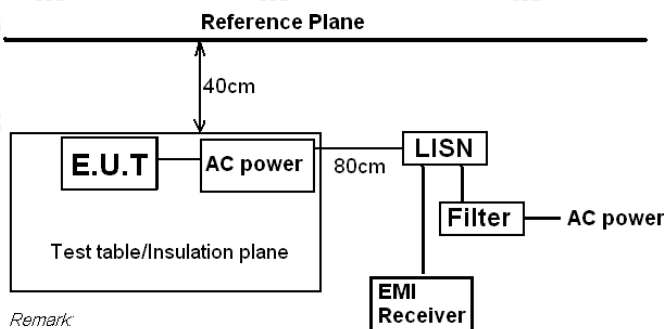 Reference Plane
40cm
E.U.T
AC power
80cm
LISN
Filter
AC power
Test table/Insulation plane
EMI
Receiver
Remark: